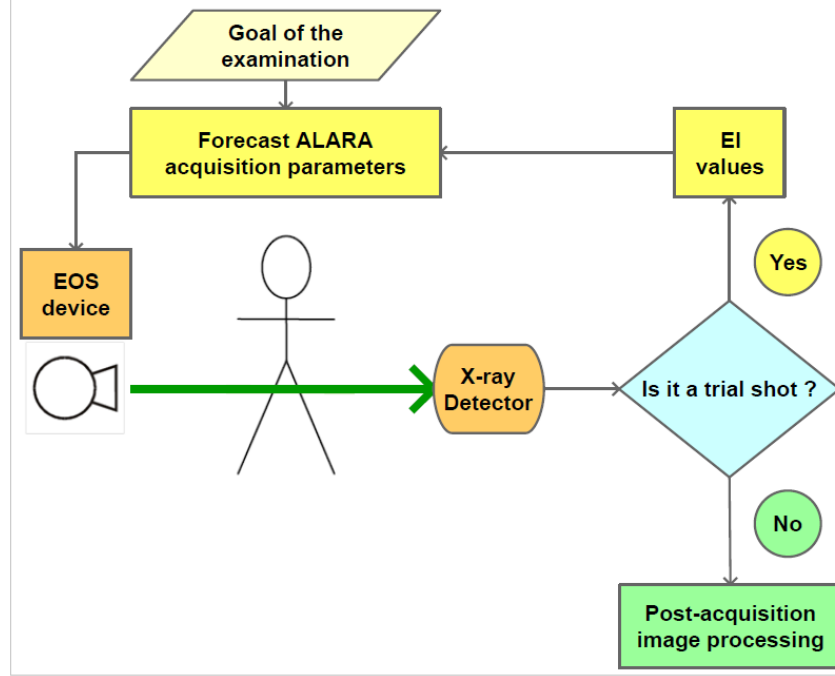 Goal of the
examination
Forecast ALARA
acquisition parameters
EI
values
EOS
device
Yes
X-ray
Detector
Is it a trial shot ?
No
Post-acquisition
image processing